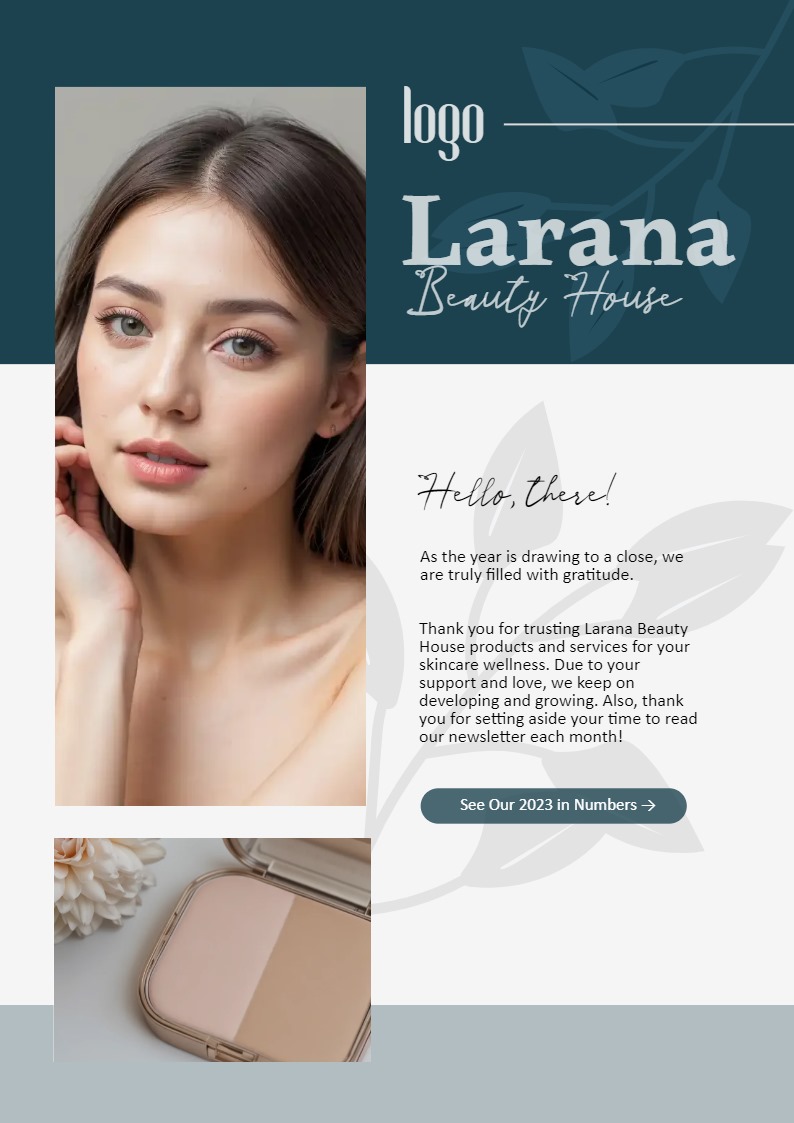 logo
Larana
Beauty House
Hello, there!
As the year is drawing to a close, we
are truly filled with gratitude.
Thank you for trusting Larana Beauty
House products and services for your
skincare wellness. Due to your
support and love, we keep on
developing and growing. Also, thank
you for setting aside your time to read
our newsletter each month!
See Our 2023 in Numbers →